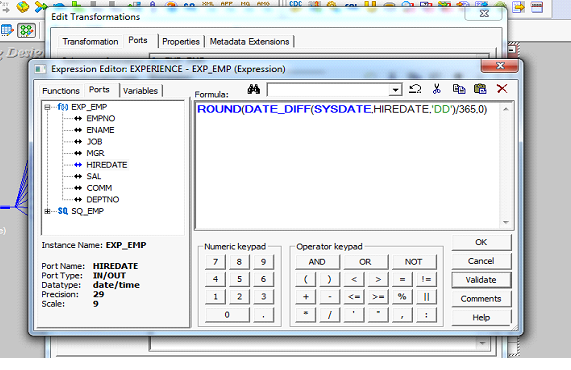 Edit Transformations
Transformation Ports Properties Metadata Extensions
Expression Editor: EXPERIENCE - EXP_EMP (Expression)
Functions Ports Variables
Formula:
ROUND(DATE_DIFF(SYSDATE,HIREDATE,'DD')/365,0)
f(x) EXP_EMP
EMPNO
ENAME
JOB
MGR
HIREDATE
SAL
COMM
DEPTNO
SQ SQ_EMP
Instance Name: EXP_EMP
Port Name: HIREDATE
Port Type: IN/OUT
Datatype: date/time
Precision: 29
Scale: 9
Numeric keypad
7 8 9
4 5 6
1 2 3
0 .
Operator keypad
AND OR NOT
( ) < > = !=
+ - <= >= % ||
* / ' " , :
OK
Cancel
Validate
Comments
Help